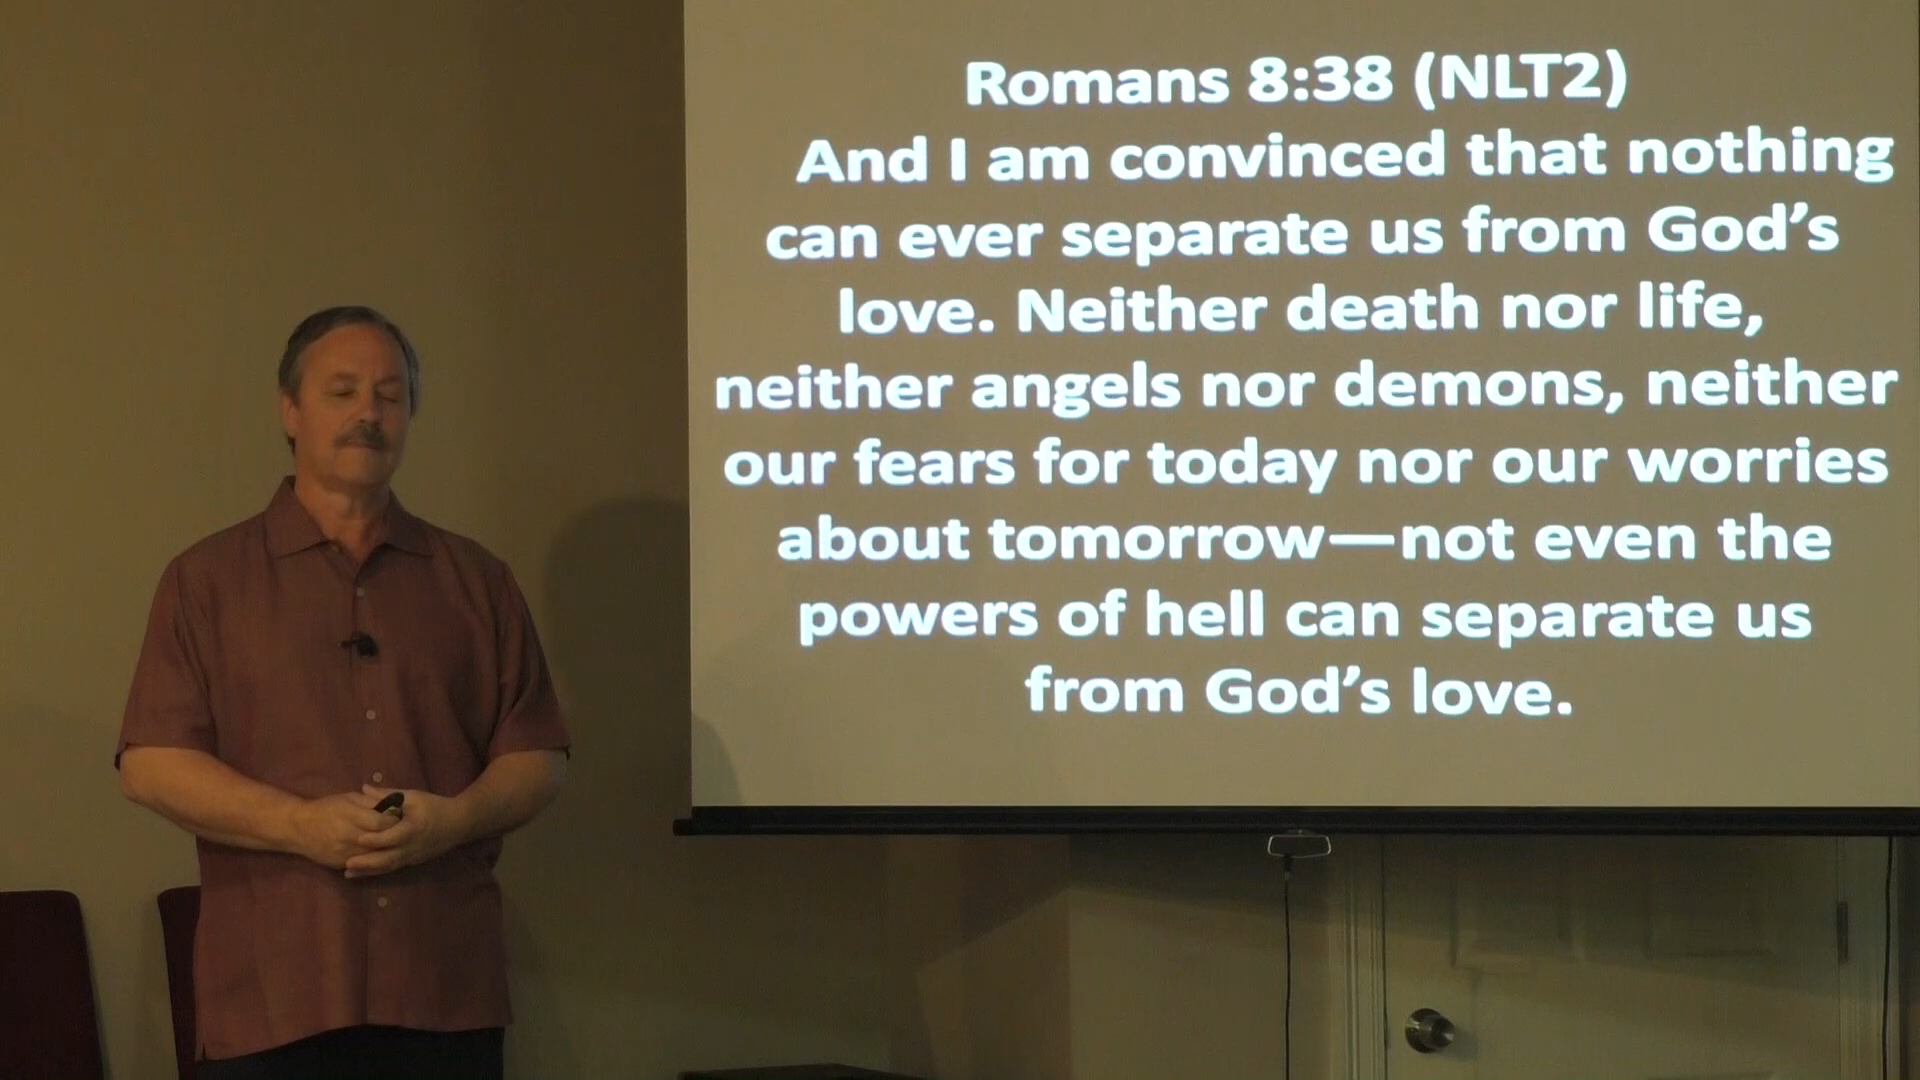 Romans 8:38 (NLT2)
And I am convinced that nothing
can ever separate us from God’s
love. Neither death nor life,
neither angels nor demons, neither
our fears for today nor our worries
about tomorrow—not even the
powers of hell can separate us
from God’s love.